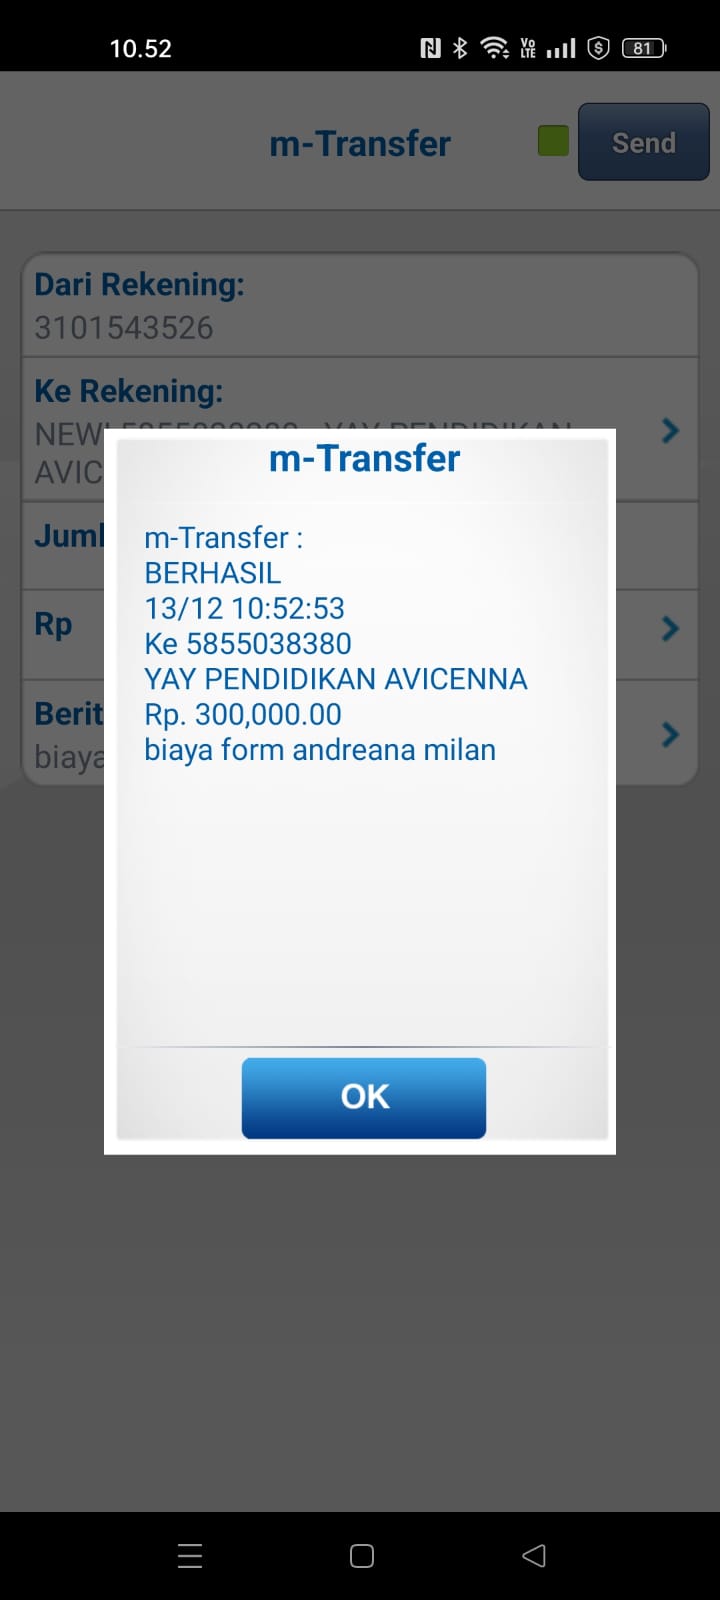 10.52
Vo
LTE
81
m-Transfer
Send
Dari Rekening:
3101543526
Ke Rekening:
NEW
AVIC
Juml
Rp
Berit
biaya
m-Transfer
m-Transfer :
BERHASIL
13/12 10:52:53
Ke 5855038380
YAY PENDIDIKAN AVICENNA
Rp. 300,000.00
biaya form andreana milan
OK